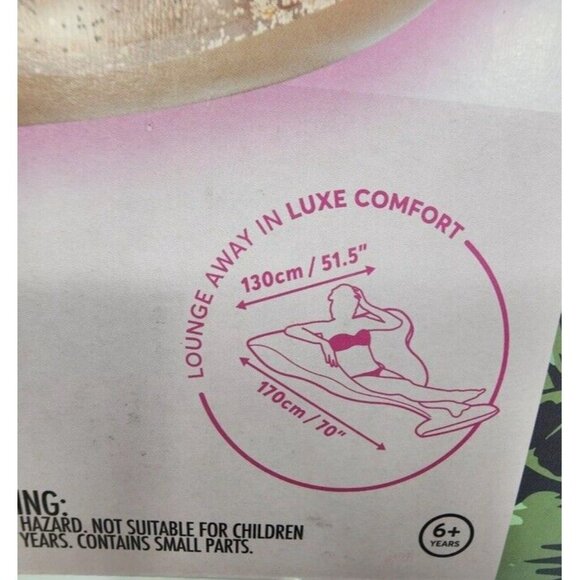 LOUNGE AWAY IN LUXE COMFORT
130cm / 51.5"
170cm / 70"
ING:
HAZARD. NOT SUITABLE FOR CHILDREN
YEARS. CONTAINS SMALL PARTS.
6+
YEARS